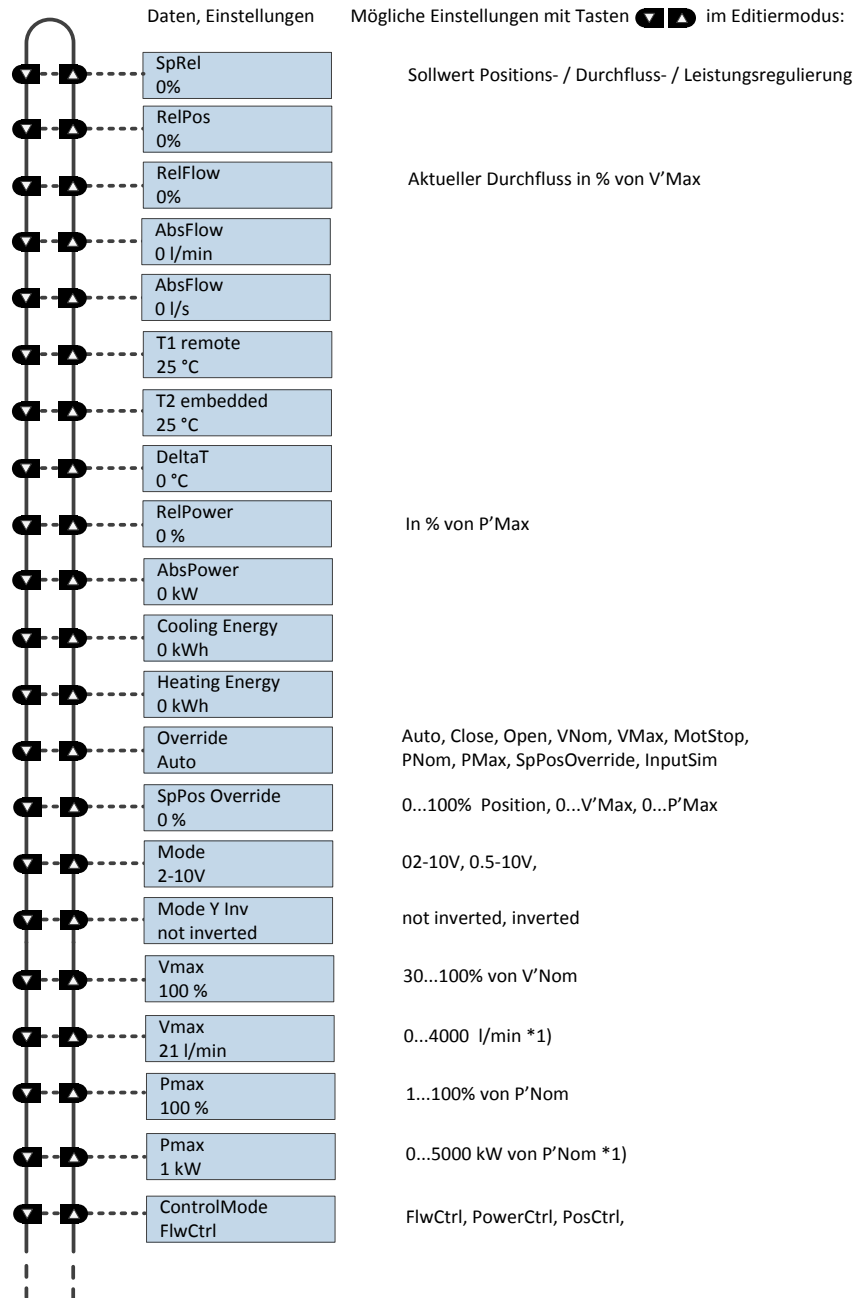 Daten, Einstellungen Mögliche Einstellungen mit Tasten im Editiermodus:
SpRel
0% Sollwert Positions- / Durchfluss- / Leistungsregulierung
RelPos
0%
RelFlow
0% Aktueller Durchfluss in % von V'Max
AbsFlow
0 l/min
AbsFlow
0 l/s
T1 remote
25 °C
T2 embedded
25 °C
DeltaT
0 °C
RelPower
0 % In % von P'Max
AbsPower
0 kW
Cooling Energy
0 kWh
Heating Energy
0 kWh
Override Auto, Close, Open, VNom, VMax, MotStop,
Auto PNom, PMax, SpPosOverride, InputSim
SpPos Override
0 % 0...100% Position, 0...V'Max, 0...P'Max
Mode
2-10V 02-10V, 0.5-10V,
Mode Y Inv
not inverted not inverted, inverted
Vmax
100 % 30...100% von V'Nom
Vmax
21 l/min 0...4000 l/min *1)
Pmax
100 % 1...100% von P'Nom
Pmax
1 kW 0...5000 kW von P'Nom *1)
ControlMode
FlwCtrl FlwCtrl, PowerCtrl, PosCtrl,